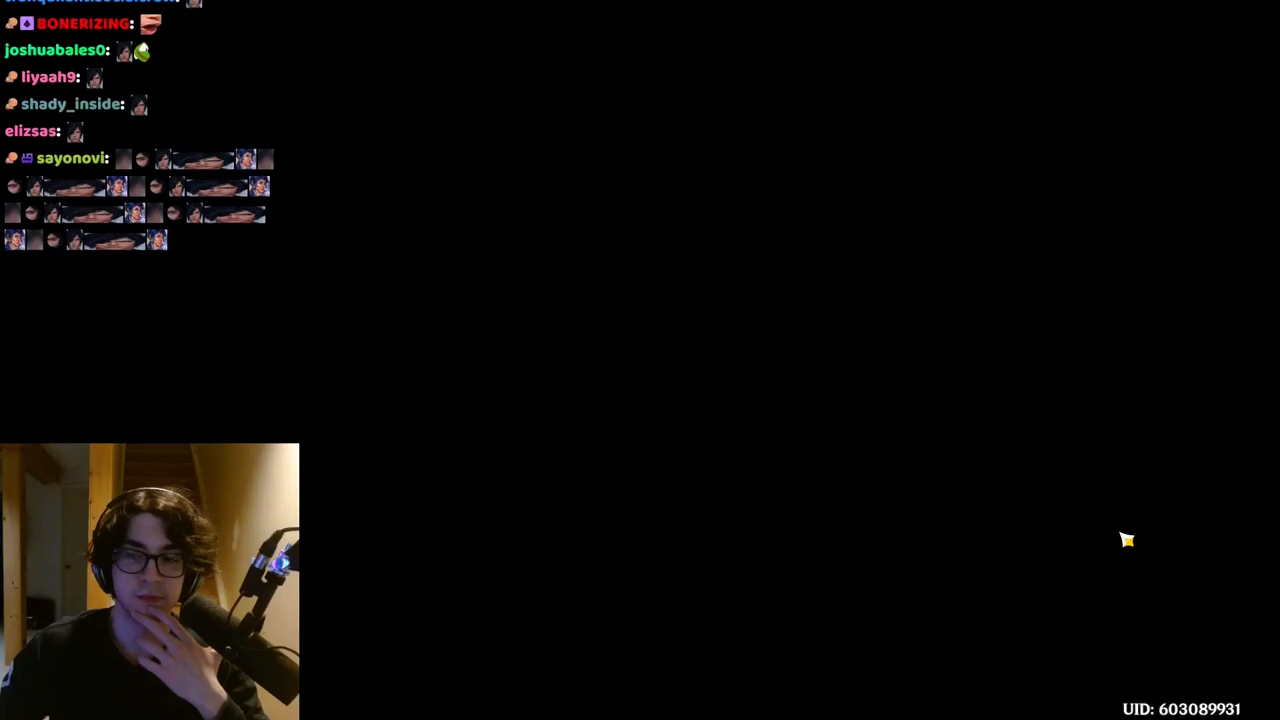 BONERIZING:
joshuabales0:
liyaah9:
shady_inside:
elizsas:
sayonovi:
UID: 603089931